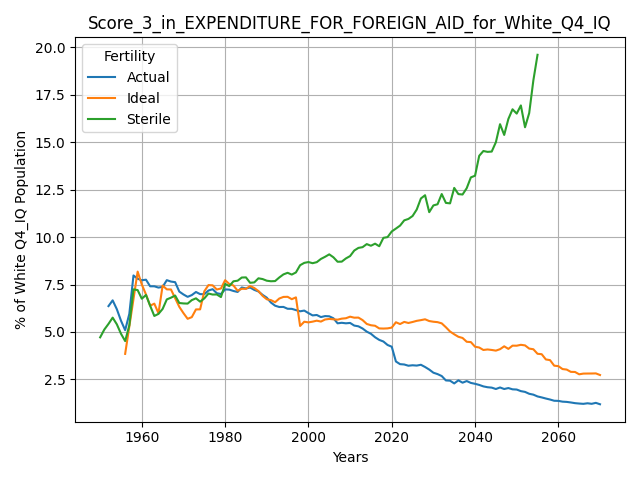 Score_3_in_EXPENDITURE_FOR_FOREIGN_AID_for_White_Q4_IQ
% of White Q4_IQ Population
20.0
17.5
15.0
12.5
10.0
7.5
5.0
2.5
Fertility
Actual
Ideal
Sterile
1960
1980
2000
2020
2040
2060
Years